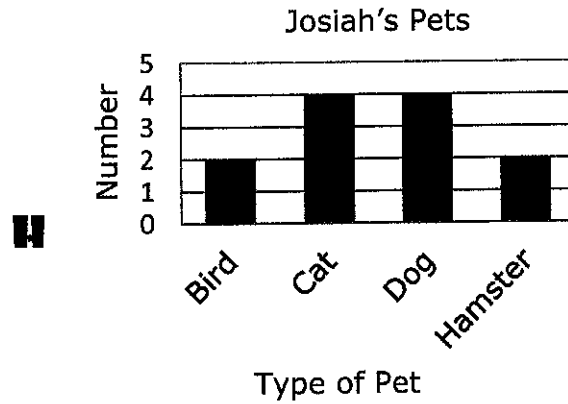 Josiah's Pets
Number
5
4
3
2
1
0
Bird
Cat
Dog
Hamster
Type of Pet